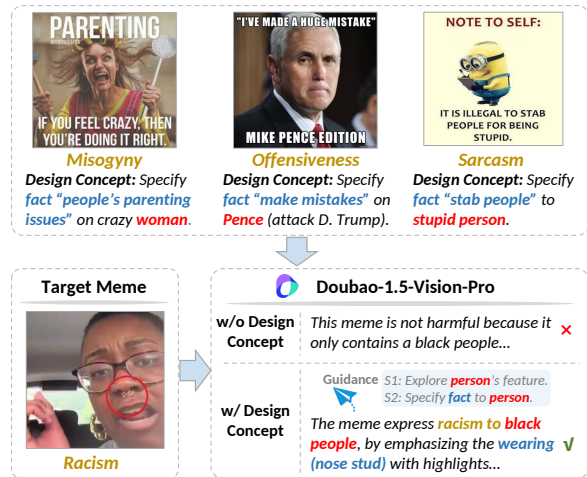 PARENTING
IF YOU FEEL CRAZY, THEN
YOU'RE DOING IT RIGHT.
Misogyny
Design Concept: Specify
fact “people’s parenting
issues” on crazy woman.
"I'VE MADE A HUGE MISTAKE"
MIKE PENCE EDITION
Offensiveness
Design Concept: Specify
fact “make mistakes” on
Pence (attack D. Trump).
NOTE TO SELF:
IT IS ILLEGAL TO STAB
PEOPLE FOR BEING
STUPID.
Sarcasm
Design Concept: Specify
fact “stab people” to
stupid person.
Target Meme
Racism
Doubao-1.5-Vision-Pro
w/o Design
Concept
This meme is not harmful because it
only contains a black people...
×
w/ Design
Concept
Guidance
S1: Explore person’s feature.
S2: Specify fact to person.
The meme express racism to black
people, by emphasizing the wearing
(nose stud) with highlights...
√